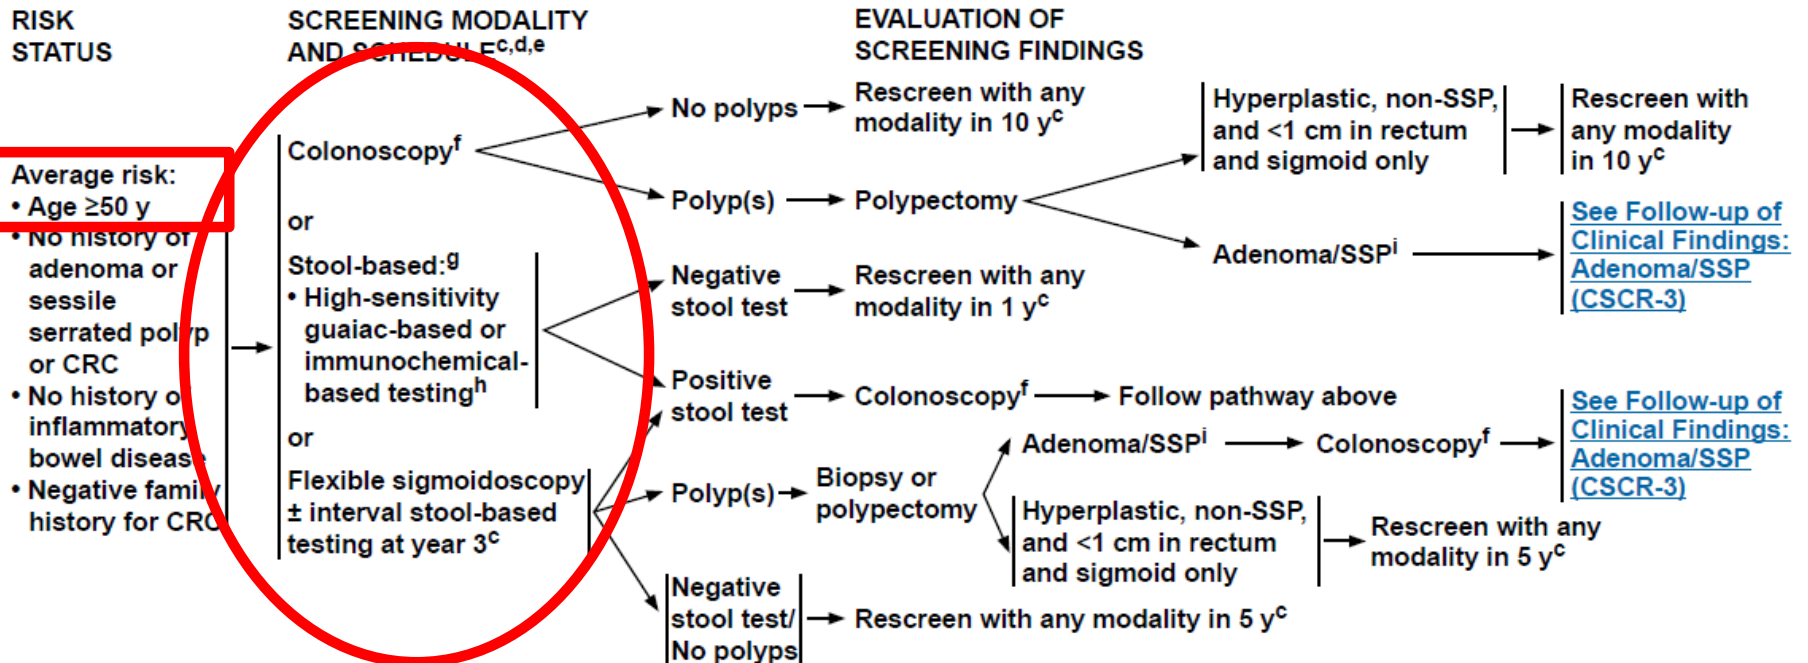 RISK
STATUS
SCREENING MODALITY
AND SCHEDULEc,d,e
EVALUATION OF
SCREENING FINDINGS
Average risk:
• Age ≥50 y
• No history of
adenoma or
sessile
serrated polyp
or CRC
• No history of
inflammatory
bowel disease
• Negative family
history for CRC
Colonoscopyf
or
Stool-based:g
• High-sensitivity
guaiac-based or
immunochemical-
based testingh
or
Flexible sigmoidoscopy
± interval stool-based
testing at year 3c
No polyps
Rescreen with any
modality in 10 yc
Polyp(s)
Polypectomy
Hyperplastic, non-SSP,
and <1 cm in rectum
and sigmoid only
Rescreen with
any modality
in 10 yc
Adenoma/SSPi
See Follow-up of
Clinical Findings:
Adenoma/SSP
(CSCR-3)
Negative
stool test
Rescreen with any
modality in 1 yc
Positive
stool test
Colonoscopyf
Follow pathway above
Polyp(s)
Biopsy or
polypectomy
Adenoma/SSPi
Colonoscopyf
See Follow-up of
Clinical Findings:
Adenoma/SSP
(CSCR-3)
Hyperplastic, non-SSP,
and <1 cm in rectum
and sigmoid only
Rescreen with any
modality in 5 yc
Negative
stool test/
No polyps
Rescreen with any modality in 5 yc